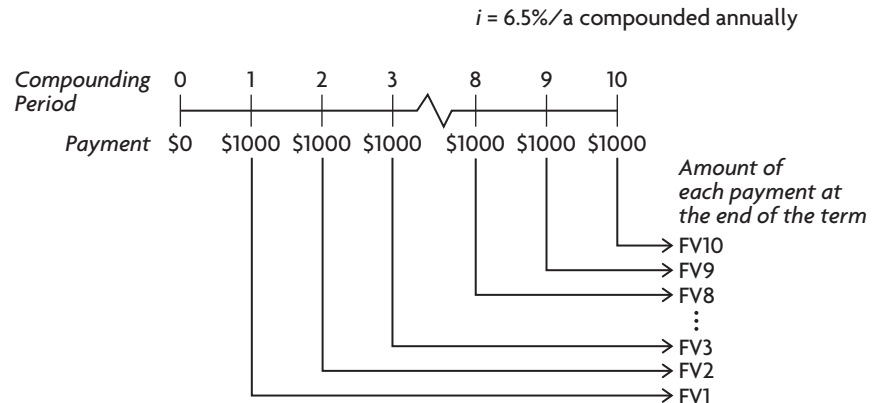 i = 6.5%/a compounded annually
Compounding Period 0 1 2 3 8 9 10
Payment $0 $1000 $1000 $1000 $1000 $1000 $1000
Amount of
each payment at
the end of the term
FV10
FV9
FV8
⋮
FV3
FV2
FV1